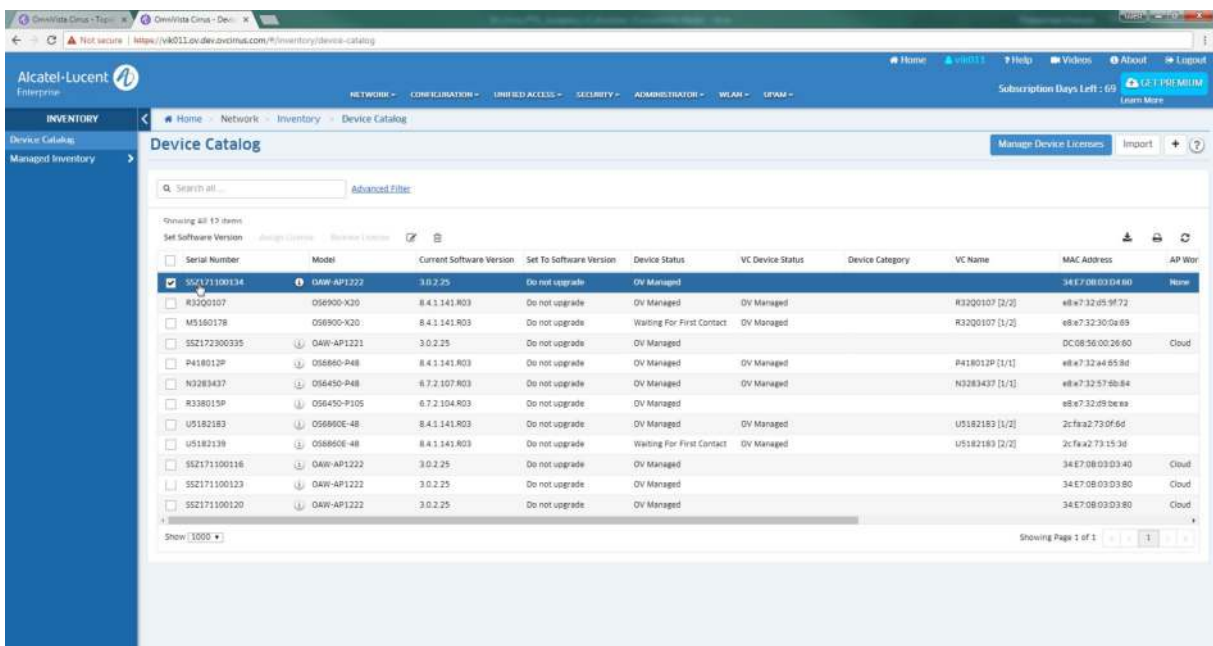 OmniVista Cirrus - Topol × OmniVista Cirrus - Devi ×
Not secure | https://vik011.ov.dev.ovcirrus.com/#/inventory/device-catalog
Home vik011 ? Help Videos About Logout
Alcatel-Lucent
Enterprise
NETWORK CONFIGURATION UNIFIED ACCESS SECURITY ADMINISTRATOR WLAN UPAM
Subscription Days Left : 69 GET PREMIUM
Learn More
INVENTORY
Device Catalog
Managed Inventory
Home > Network > Inventory > Device Catalog
Device Catalog
Manage Device Licenses Import + ?
Search all ... Advanced Filter
Showing All 12 items
Set Software Version Assign License Release License
Serial Number Model Current Software Version Set To Software Version Device Status VC Device Status Device Category VC Name MAC Address AP Wor
SSZ171100134 OAW-AP1222 3.0.2.25 Do not upgrade OV Managed 34:E7:0B:03:D4:80 None
R32Q0107 OS6900-X20 8.4.1.141.R03 Do not upgrade OV Managed OV Managed R32Q0107 [2/2] e8:e7:32:d5:9f:72
M5160178 OS6900-X20 8.4.1.141.R03 Do not upgrade Waiting For First Contact OV Managed R32Q0107 [1/2] e8:e7:32:30:0a:69
SSZ172300335 OAW-AP1221 3.0.2.25 Do not upgrade OV Managed DC:08:56:00:26:60 Cloud
P418012P OS6860-P48 8.4.1.141.R03 Do not upgrade OV Managed OV Managed P418012P [1/1] e8:e7:32:a4:65:8d
N3283437 OS6450-P48 6.7.2.107.R03 Do not upgrade OV Managed OV Managed N3283437 [1/1] e8:e7:32:57:6b:84
R338015P OS6450-P10S 6.7.2.104.R03 Do not upgrade OV Managed e8:e7:32:d9:be:ea
U5182183 OS6860E-48 8.4.1.141.R03 Do not upgrade OV Managed OV Managed U5182183 [1/2] 2c:fa:a2:73:0f:6d
U5182139 OS6860E-48 8.4.1.141.R03 Do not upgrade Waiting For First Contact OV Managed U5182183 [2/2] 2c:fa:a2:73:15:3d
SSZ171100116 OAW-AP1222 3.0.2.25 Do not upgrade OV Managed 34:E7:0B:03:D3:40 Cloud
SSZ171100123 OAW-AP1222 3.0.2.25 Do not upgrade OV Managed 34:E7:0B:03:D3:B0 Cloud
SSZ171100120 OAW-AP1222 3.0.2.25 Do not upgrade OV Managed 34:E7:0B:03:D3:80 Cloud
Show 1000 Showing Page 1 of 1 1